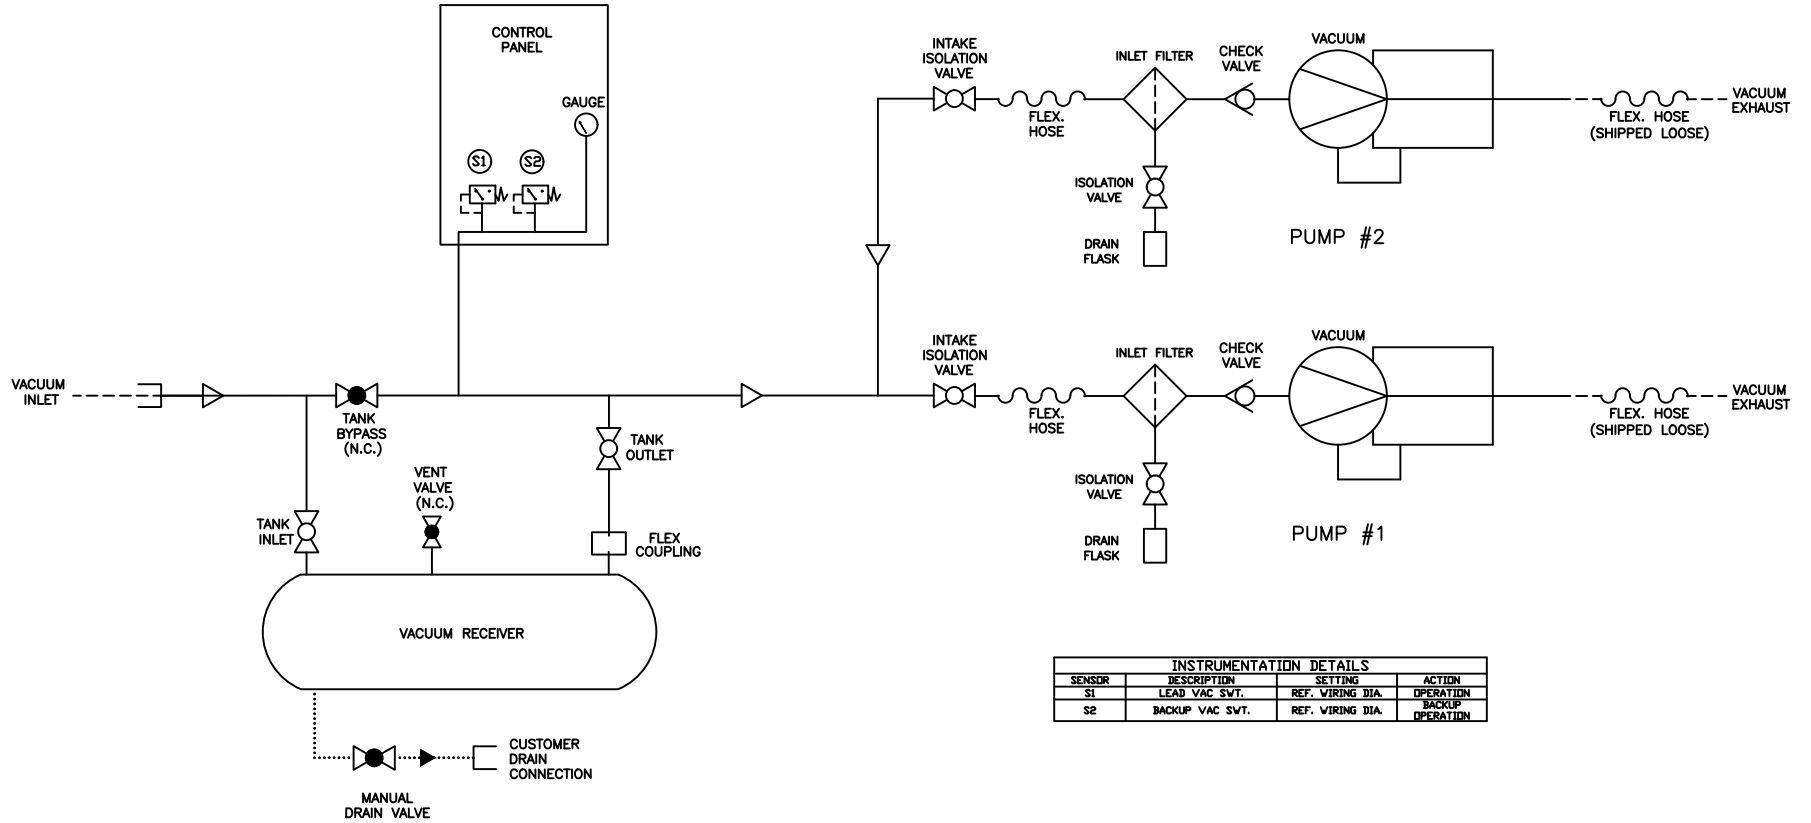 CONTROL
PANEL
GAUGE
S1
S2
INTAKE
ISOLATION
VALVE
FLEX.
HOSE
INLET FILTER
CHECK
VALVE
VACUUM
FLEX. HOSE
(SHIPPED LOOSE)
VACUUM
EXHAUST
ISOLATION
VALVE
DRAIN
FLASK
PUMP #2
VACUUM
INLET
TANK
BYPASS
(N.C.)
TANK
OUTLET
VENT
VALVE
(N.C.)
TANK
INLET
FLEX
COUPLING
VACUUM RECEIVER
INTAKE
ISOLATION
VALVE
FLEX.
HOSE
INLET FILTER
CHECK
VALVE
VACUUM
FLEX. HOSE
(SHIPPED LOOSE)
VACUUM
EXHAUST
ISOLATION
VALVE
DRAIN
FLASK
PUMP #1
CUSTOMER
DRAIN
CONNECTION
MANUAL
DRAIN VALVE
INSTRUMENTATION DETAILS
SENSOR DESCRIPTION SETTING ACTION
S1 LEAD VAC SWT. REF. WIRING DIA. OPERATION
S2 BACKUP VAC SWT. REF. WIRING DIA. BACKUP
OPERATION